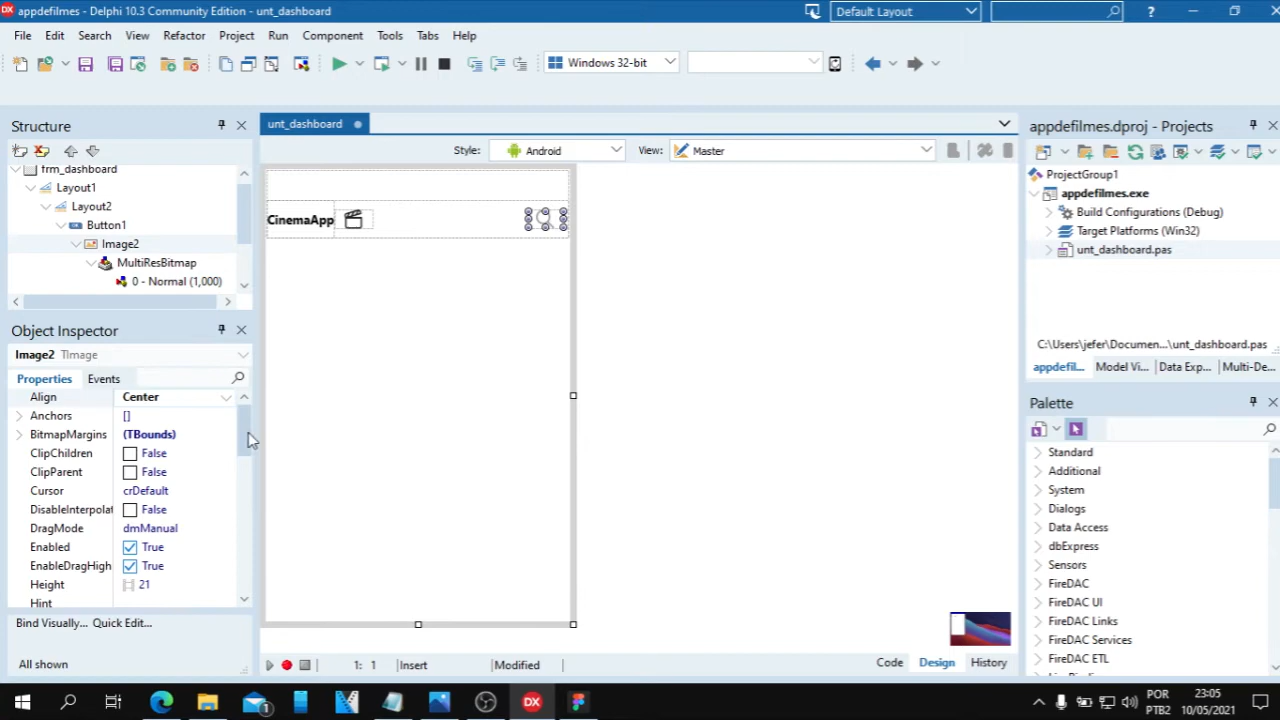 appdefilmes - Delphi 10.3 Community Edition - unt_dashboard
Default Layout
File Edit Search View Refactor Project Run Component Tools Tabs Help
Windows 32-bit
Structure
unt_dashboard
appdefilmes.dproj - Projects
Style: Android View: Master
frm_dashboard
Layout1
Layout2
Button1
Image2
MultiResBitmap
0 - Normal (1,000)
CinemaApp
ProjectGroup1
appdefilmes.exe
Build Configurations (Debug)
Target Platforms (Win32)
unt_dashboard.pas
C:\Users\jefer\Documen...\unt_dashboard.pas
appdefil... Model Vi... Data Exp... Multi-De...
Object Inspector
Image2 TImage
Properties Events
Align Center
Anchors []
BitmapMargins (TBounds)
ClipChildren False
ClipParent False
Cursor crDefault
DisableInterpolat False
DragMode dmManual
Enabled True
EnableDragHigh True
Height 21
Hint
Bind Visually... Quick Edit...
All shown
Palette
Standard
Additional
System
Dialogs
Data Access
dbExpress
Sensors
FireDAC
FireDAC UI
FireDAC Links
FireDAC Services
FireDAC ETL
1: 1 Insert Modified
Code Design History
POR
PTB2
23:05
10/05/2021